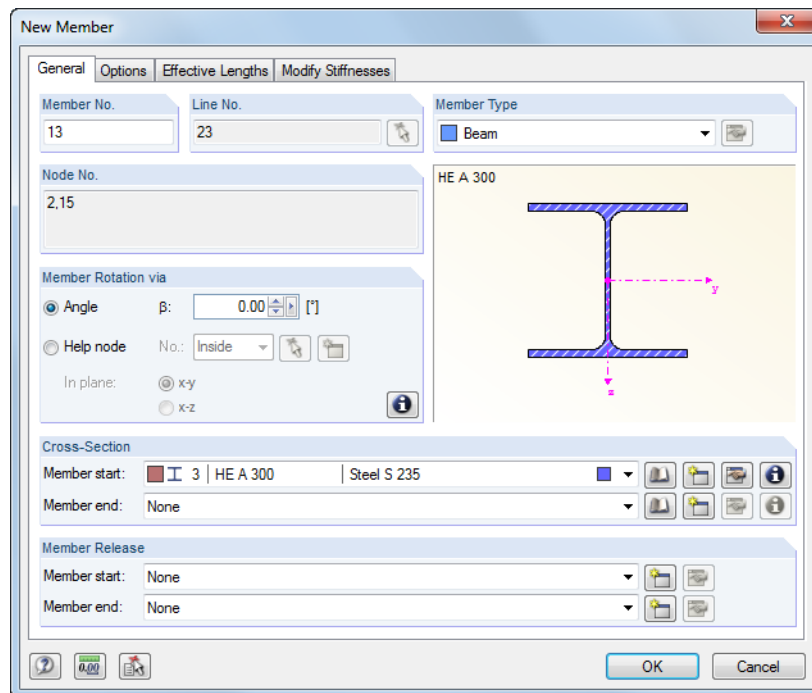 New Member
General Options Effective Lengths Modify Stiffnesses
Member No. Line No. Member Type
13 23 Beam
Node No.
2,15
HE A 300
y
z
Member Rotation via
Angle β: 0.00 [°]
Help node No.: Inside
In plane: x-y
x-z
Cross-Section
Member start: 3 HE A 300 Steel S 235
Member end: None
Member Release
Member start: None
Member end: None
0.00 OK Cancel